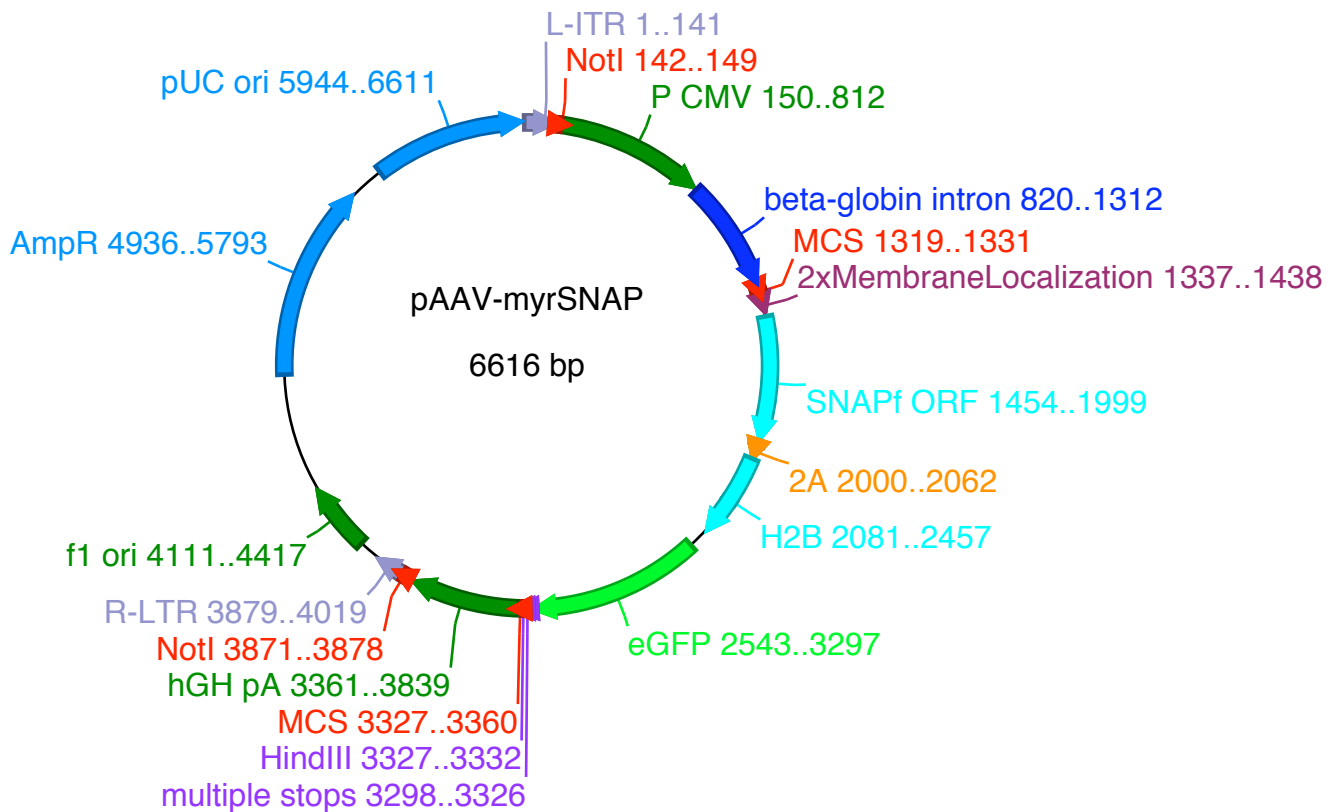 L-ITR 1..141
NotI 142..149
pUC ori 5944..6611
P CMV 150..812
beta-globin intron 820..1312
AmpR 4936..5793
MCS 1319..1331
2xMembraneLocalization 1337..1438
pAAV-myrSNAP
6616 bp
SNAPf ORF 1454..1999
2A 2000..2062
H2B 2081..2457
f1 ori 4111..4417
R-LTR 3879..4019
eGFP 2543..3297
NotI 3871..3878
hGH pA 3361..3839
MCS 3327..3360
HindIII 3327..3332
multiple stops 3298..3326